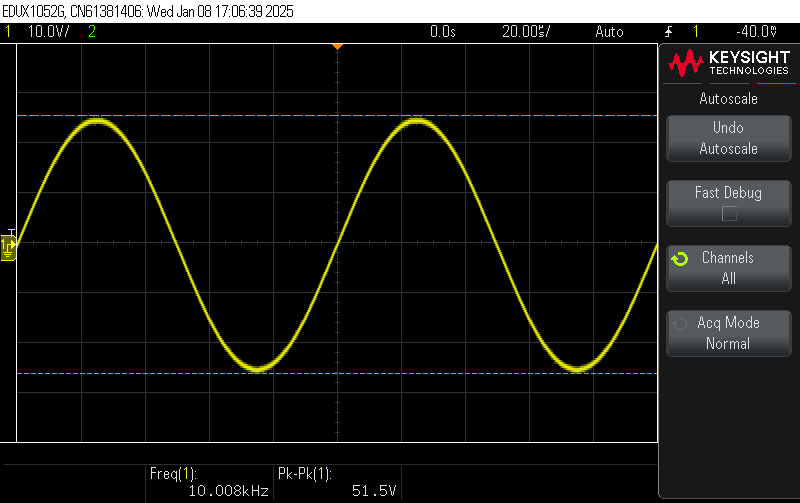 EDUX1052G, CN61381406: Wed Jan 08 17:06:39 2025
1 10.0V/ 2 0.0s 20.00µs/ Auto 1 -40.0V
KEYSIGHT
TECHNOLOGIES
Autoscale
Undo
Autoscale
Fast Debug
Channels
All
Acq Mode
Normal
T
1
Freq(1): Pk-Pk(1):
10.008kHz 51.5V